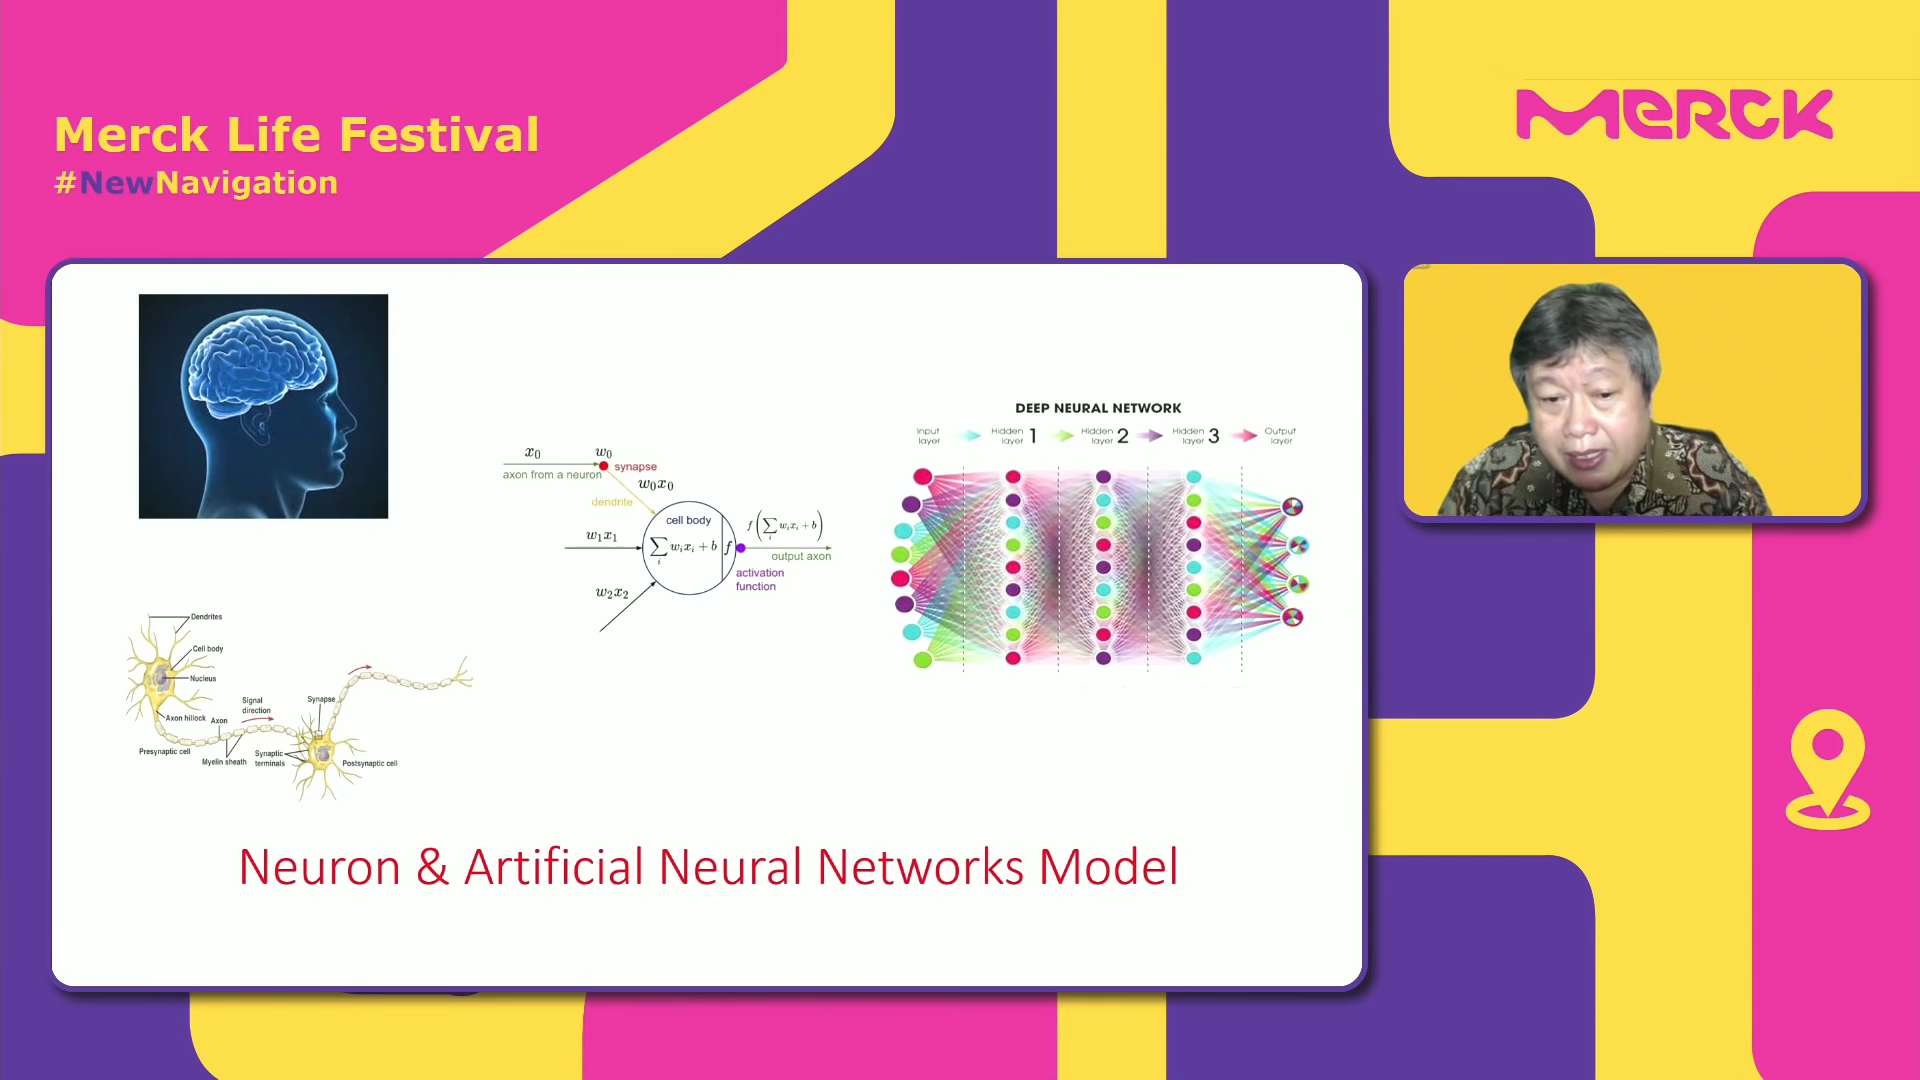 Merck Life Festival
#NewNavigation
MERCK
DEEP NEURAL NETWORK
Input layer
Hidden layer 1
Hidden layer 2
Hidden layer 3
Output layer
x₀
w₀
synapse
axon from a neuron
w₀x₀
dendrite
cell body
f(∑ᵢ wᵢxᵢ + b)
w₁x₁
∑ᵢ wᵢxᵢ + b
f
output axon
activation
function
w₂x₂
Dendrites
Cell body
Nucleus
Axon hillock
Axon
Signal
direction
Synapse
Presynaptic cell
Myelin sheath
Synaptic
terminals
Postsynaptic cell
Neuron & Artificial Neural Networks Model